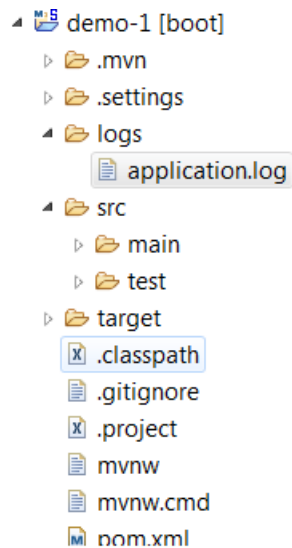 demo-1 [boot]
.mvn
.settings
logs
application.log
src
main
test
target
.classpath
.gitignore
.project
mvnw
mvnw.cmd
pom.xml